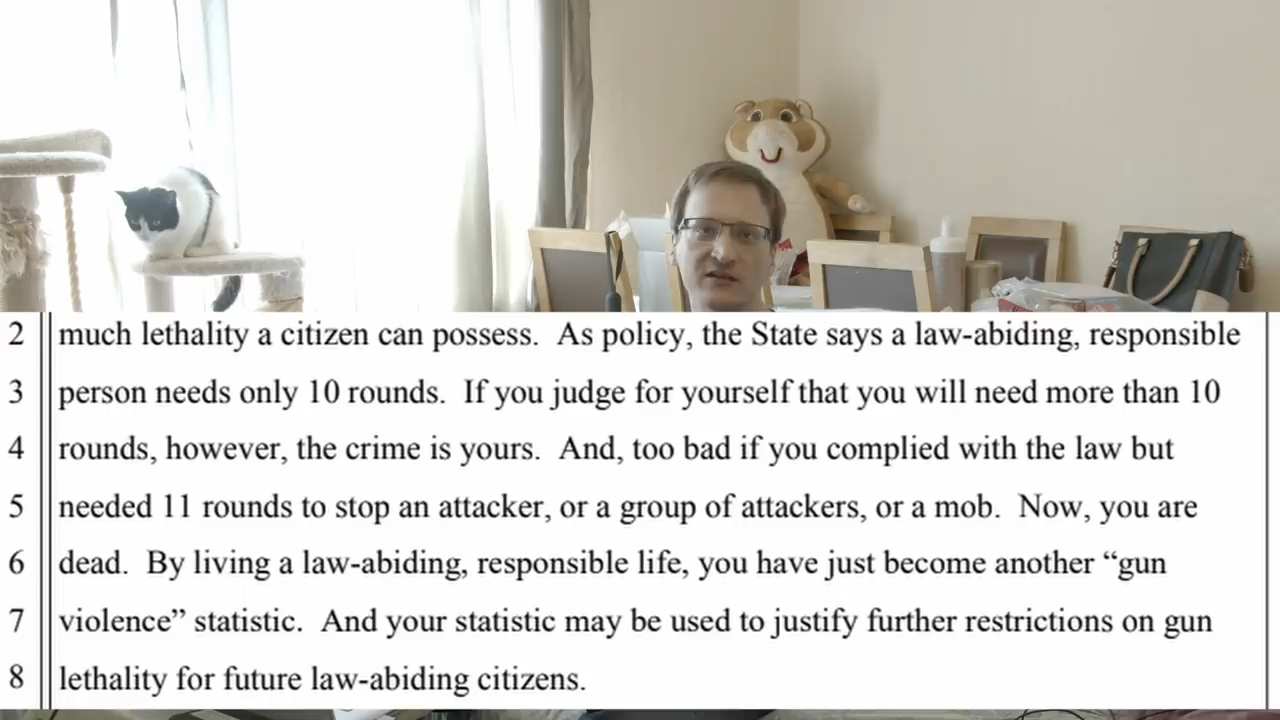 2 much lethality a citizen can possess. As policy, the State says a law-abiding, responsible
3 person needs only 10 rounds. If you judge for yourself that you will need more than 10
4 rounds, however, the crime is yours. And, too bad if you complied with the law but
5 needed 11 rounds to stop an attacker, or a group of attackers, or a mob. Now, you are
6 dead. By living a law-abiding, responsible life, you have just become another “gun
7 violence” statistic. And your statistic may be used to justify further restrictions on gun
8 lethality for future law-abiding citizens.